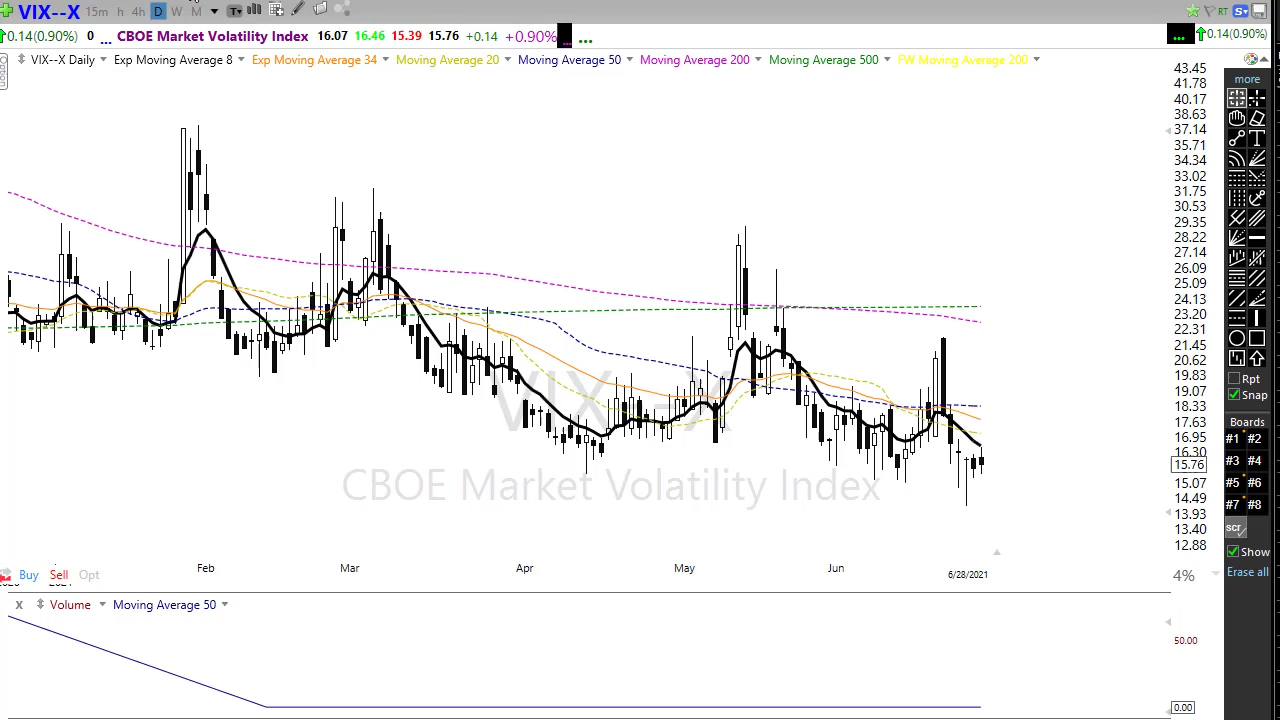 VIX--X 15m h 4h D W M T RT S
0.14(0.90%) 0 ... CBOE Market Volatility Index 16.07 16.46 15.39 15.76 +0.14 +0.90% ... ... ... 0.14(0.90%)
VIX--X Daily Exp Moving Average 8 Exp Moving Average 34 Moving Average 20 Moving Average 50 Moving Average 200 Moving Average 500 FW Moving Average 200
Option
43.45
41.78
40.17
38.63
37.14
35.71
34.34
33.02
31.75
30.53
29.35
28.22
27.14
26.09
25.09
24.13
23.20
22.31
21.45
20.62
19.83
19.07
18.33
17.63
16.95
16.30
15.76
15.07
14.49
13.93
13.40
12.88
more
T
Rpt
Snap
Boards
#1 #2
#3 #4
#5 #6
#7 #8
scr
Show
Erase all
VIX--X
CBOE Market Volatility Index
Feb Mar Apr May Jun 6/28/2021
Buy Sell Opt 4%
X Volume Moving Average 50
50.00
0.00